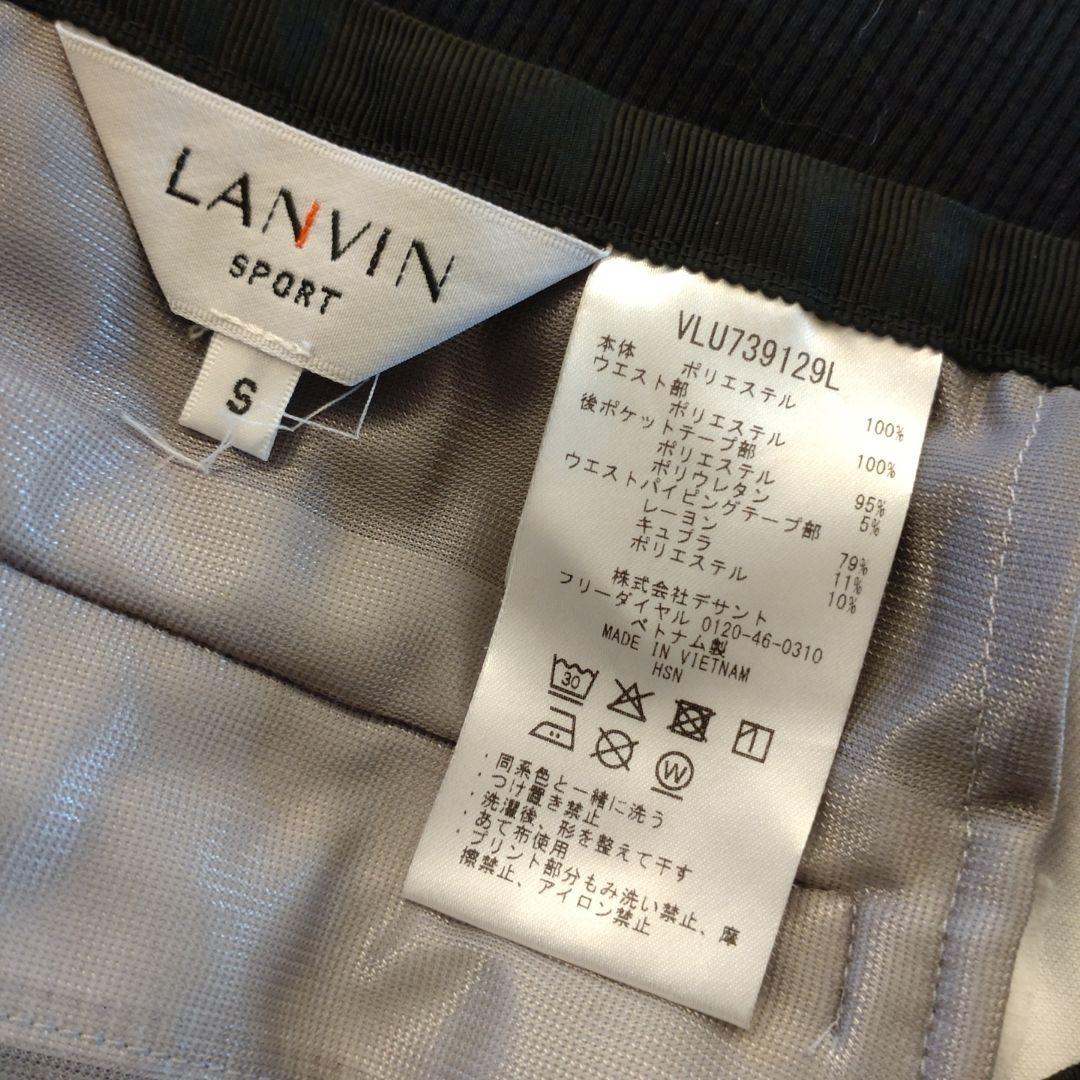 LANVIN
SPORT
S
VLU739129L
本体
ポリエステル 100%
ウエスト部
ポリエステル 100%
後ポケットテープ部
ポリエステル 95%
ポリウレタン 5%
ウエストパイピングテープ部
レーヨン 79%
キュプラ 11%
ポリエステル 10%
株式会社デサント
フリーダイヤル 0120-46-0310
ベトナム製
MADE IN VIETNAM
HSN
30
W
・同系色と一緒に洗う
・つけ置き禁止
・洗濯後、形を整えて干す
・あて布使用
・プリント部分もみ洗い禁止、摩
擦禁止、アイロン禁止